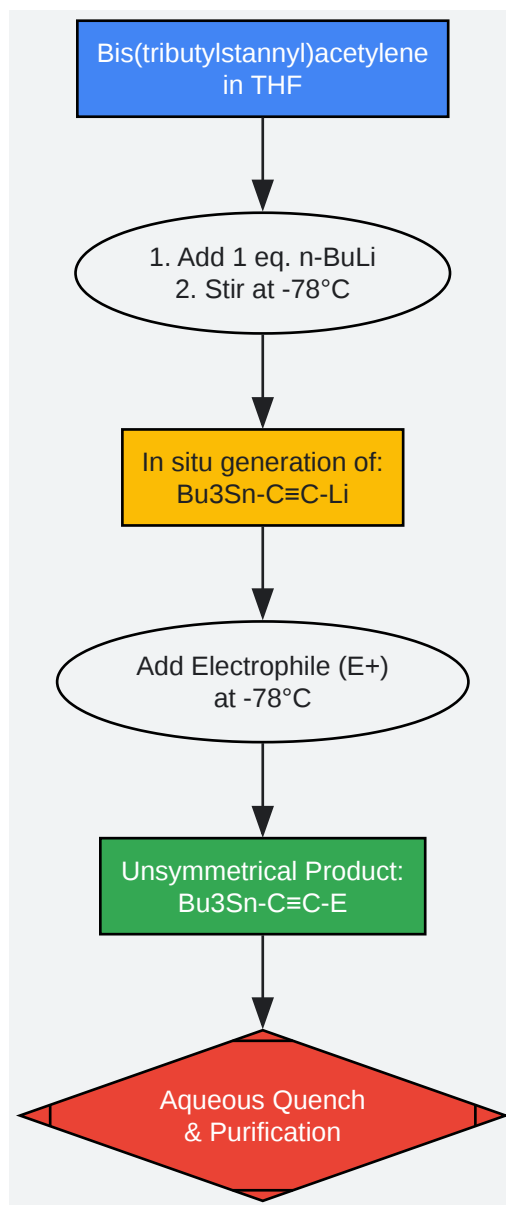 Bis(tributylstannyl)acetylene
in THF
1. Add 1 eq. n-BuLi
2. Stir at -78°C
In situ generation of:
Bu3Sn-C≡C-Li
Add Electrophile (E+)
at -78°C
Unsymmetrical Product:
Bu3Sn-C≡C-E
Aqueous Quench
& Purification